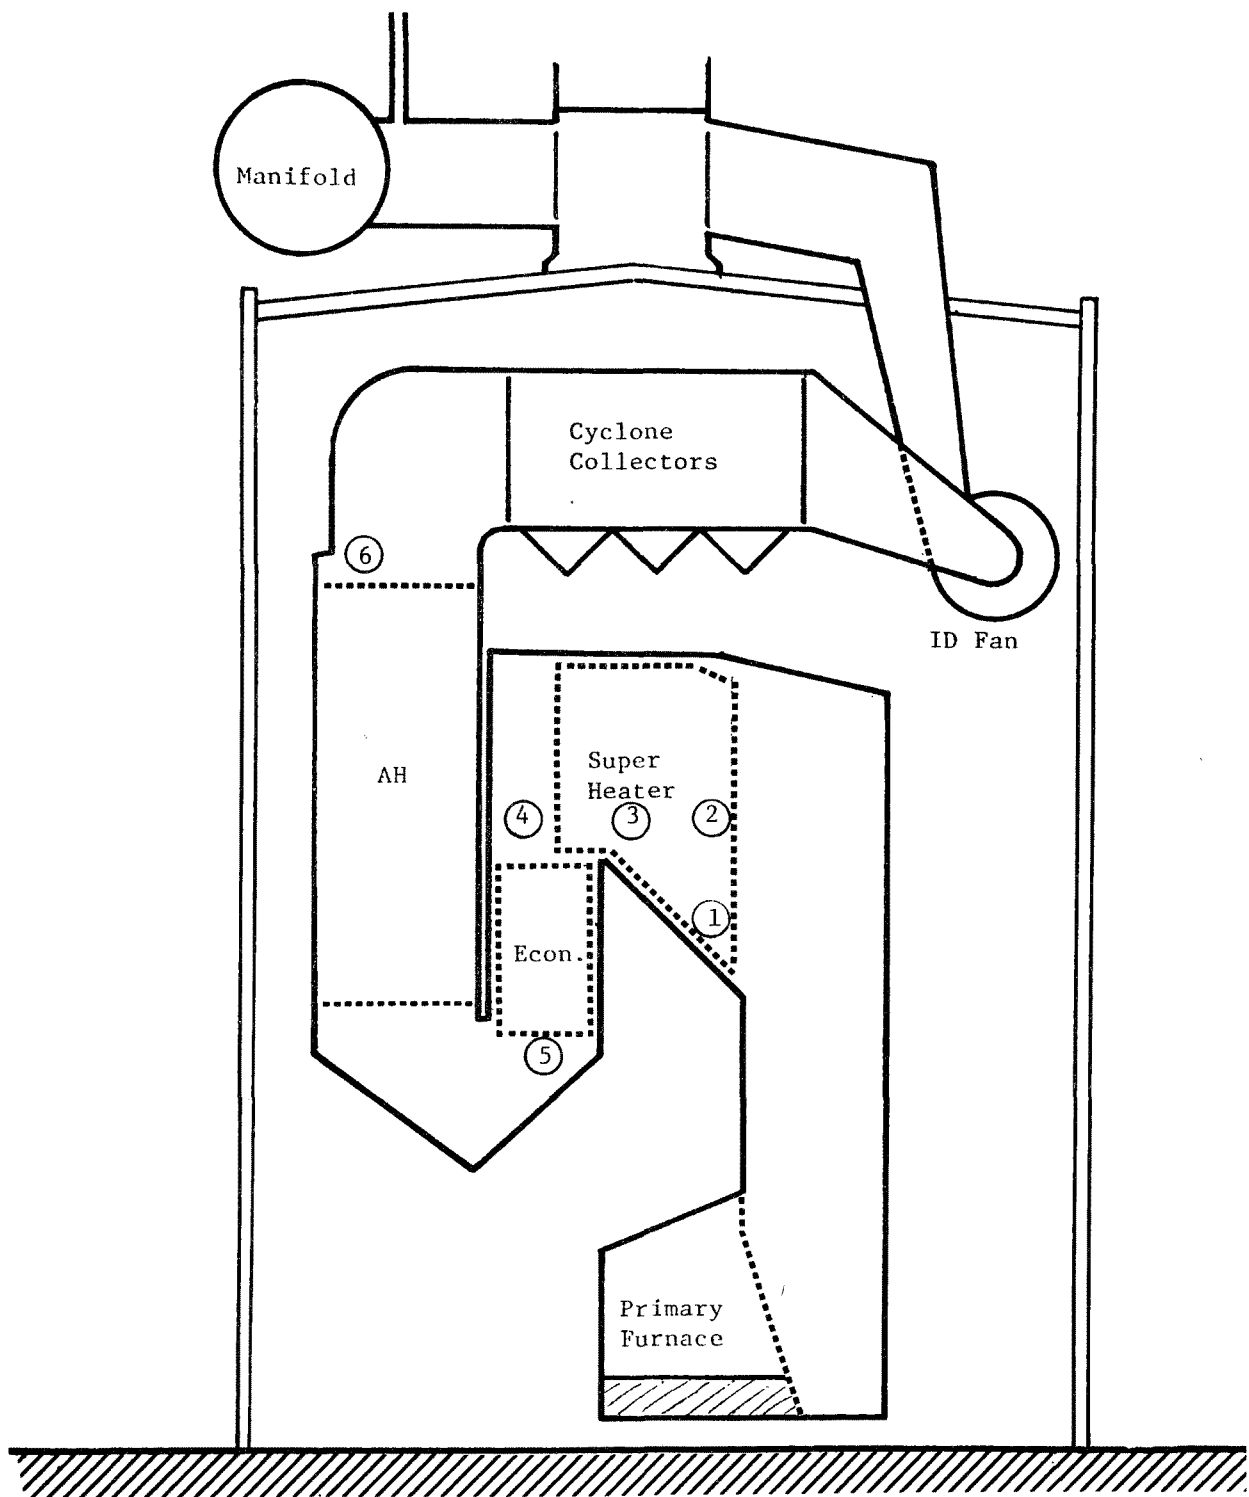 Manifold
Cyclone
Collectors
6
ID Fan
Super
Heater
AH
4
3
2
1
Econ.
5
Primary
Furnace